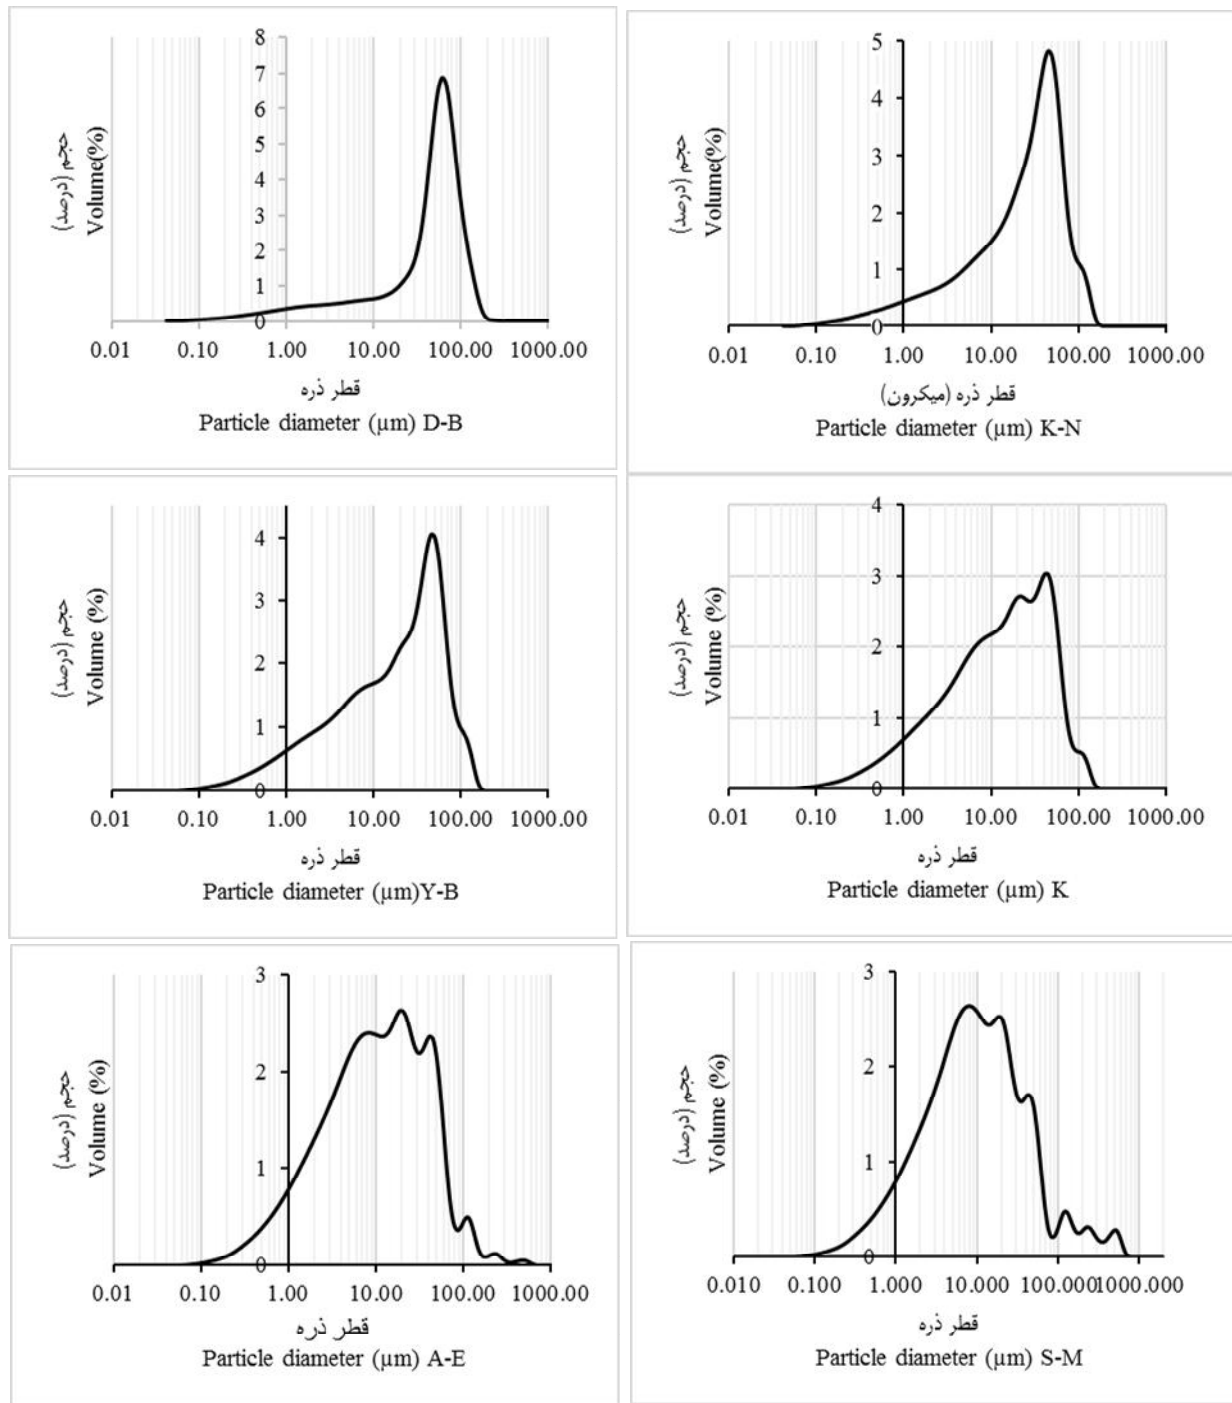 8
7
6
5
4
3
2
1
0
حجم (درصد)
Volume(%)
0.01 0.10 1.00 10.00 100.00 1000.00
قطر ذره
Particle diameter (µm) D-B
5
4
3
2
1
0
حجم (درصد)
Volume(%)
0.01 0.10 1.00 10.00 100.00 1000.00
قطر ذره (میکرون)
Particle diameter (µm) K-N
4
3
2
1
0
حجم (درصد)
Volume (%)
0.01 0.10 1.00 10.00 100.00 1000.00
قطر ذره
Particle diameter (µm)Y-B
4
3
2
1
0
حجم (درصد)
Volume (%)
0.01 0.10 1.00 10.00 100.00 1000.00
قطر ذره
Particle diameter (µm) K
3
2
1
0
حجم (درصد)
Volume (%)
0.01 0.10 1.00 10.00 100.00 1000.00
قطر ذره
Particle diameter (µm) A-E
3
2
1
0
حجم (درصد)
Volume (%)
0.010 0.100 1.000 10.000 100.000 1000.000
قطر ذره
Particle diameter (µm) S-M